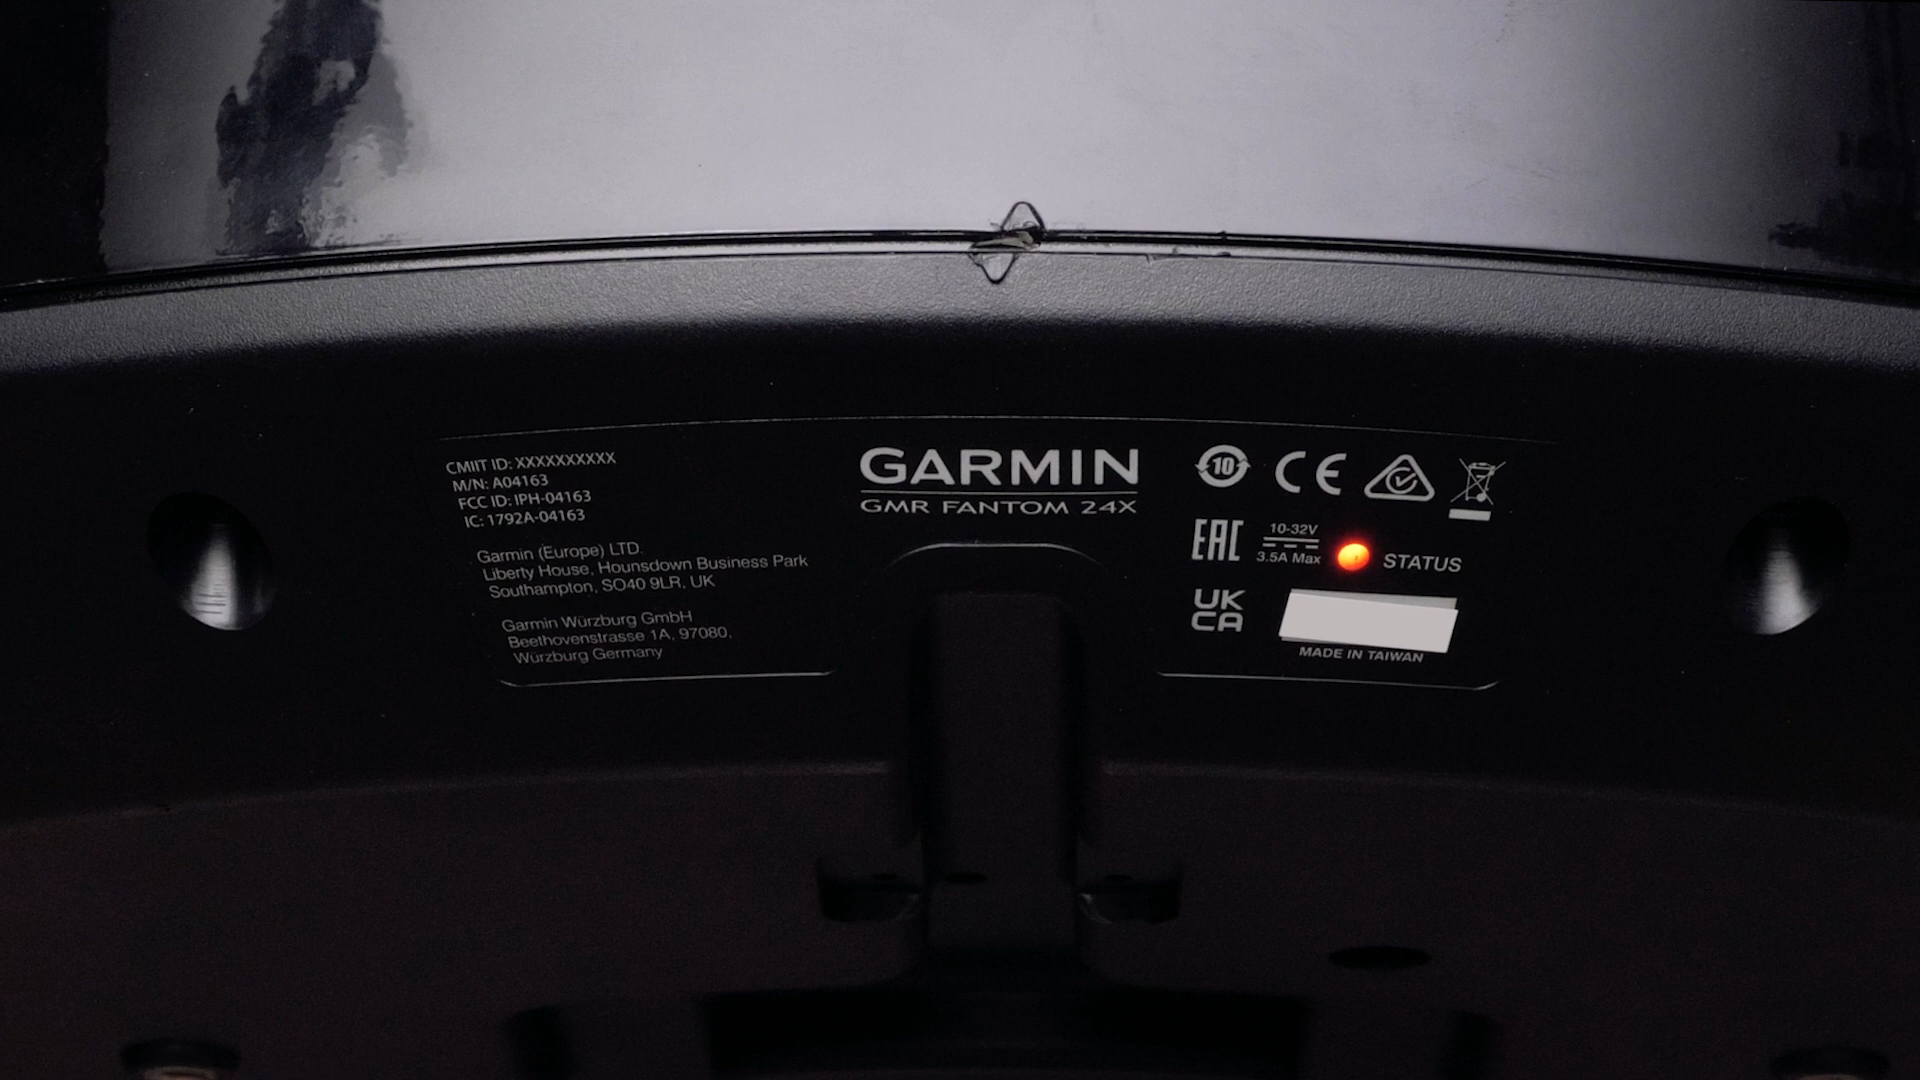 CMIIT ID: XXXXXXXXXX
M/N: A04163
FCC ID: IPH-04163
IC: 1792A-04163
Garmin (Europe) LTD.
Liberty House, Hounsdown Business Park
Southampton, SO40 9LR, UK
Garmin Würzburg GmbH
Beethovenstrasse 1A, 97080,
Würzburg Germany
GARMIN
GMR FANTOM 24X
10
CE
EAC
10-32V
3.5A Max
STATUS
UK
CA
MADE IN TAIWAN